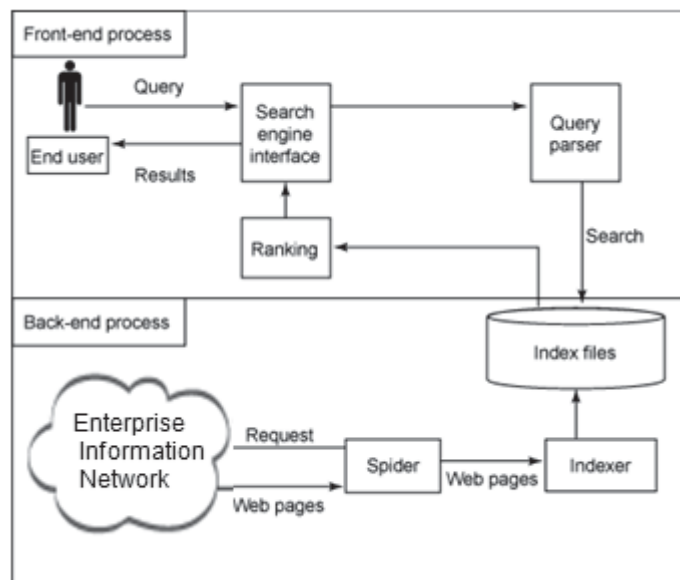 Front-end process
Query
End user
Results
Search
engine
interface
Query
parser
Ranking
Search
Back-end process
Index files
Enterprise
Information
Network
Request
Web pages
Spider
Web pages
Indexer